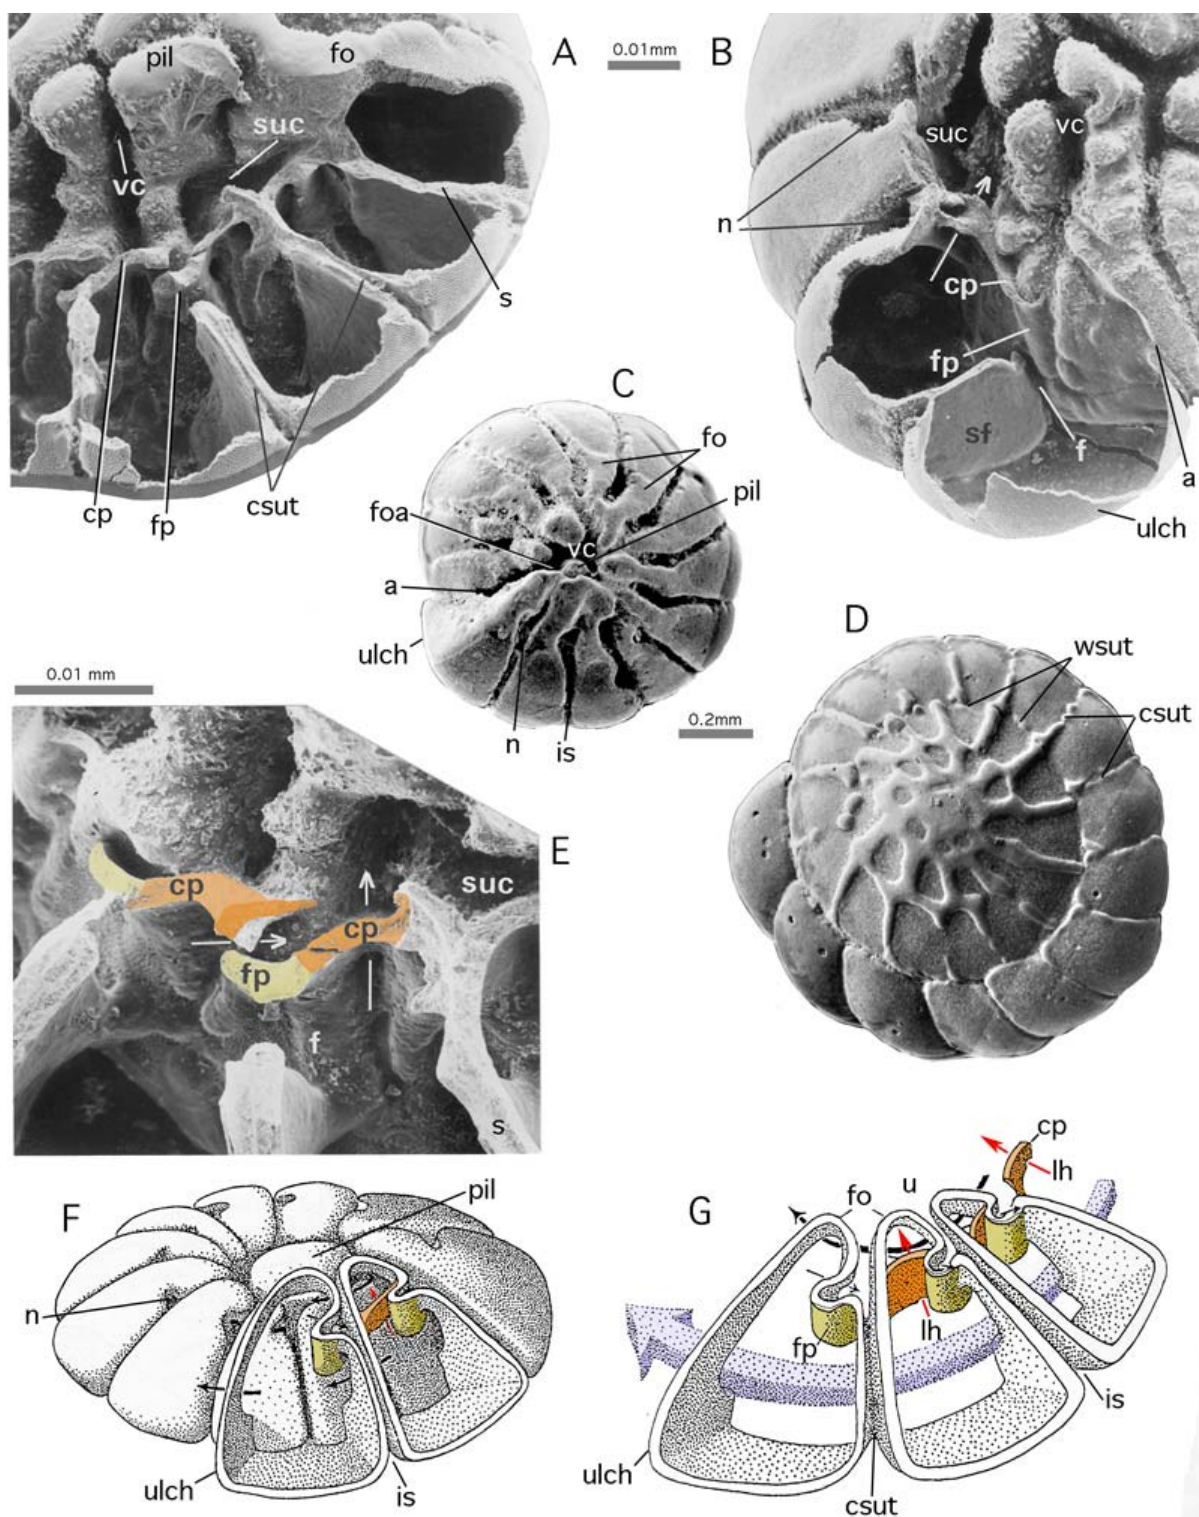 A
0.01mm
B
pil
fo
suc
vc
s
cp
fp
csut
suc
vc
n
cp
fp
sf
f
a
ulch
C
fo
pil
foa
vc
a
ulch
n
is
0.2mm
D
wsut
csut
0.01 mm
E
cp
suc
cp
fp
f
s
F
pil
n
ulch
is
G
cp
lh
u
fo
lh
fp
is
ulch
csut